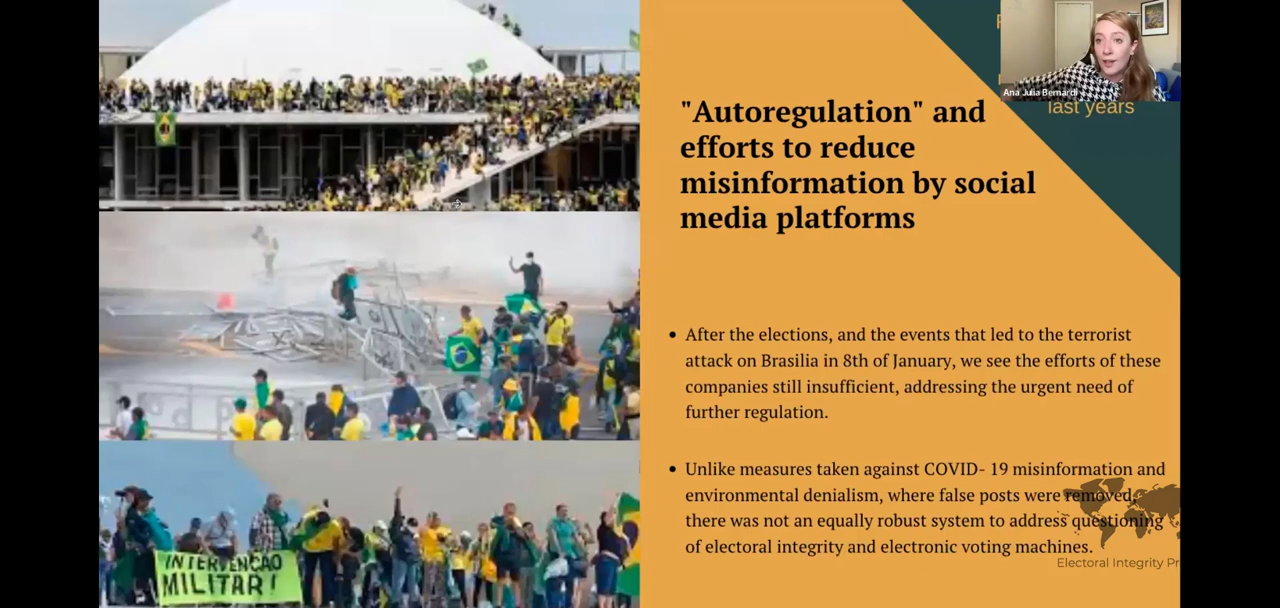 Ana Julia Bernardi
last years
"Autoregulation" and
efforts to reduce
misinformation by social
media platforms
• After the elections, and the events that led to the terrorist
attack on Brasilia in 8th of January, we see the efforts of these
companies still insufficient, addressing the urgent need of
further regulation.
• Unlike measures taken against COVID- 19 misinformation and
environmental denialism, where false posts were removed,
there was not an equally robust system to address questioning
of electoral integrity and electronic voting machines.
Electoral Integrity Pr
INTERVENÇÃO
MILITAR!